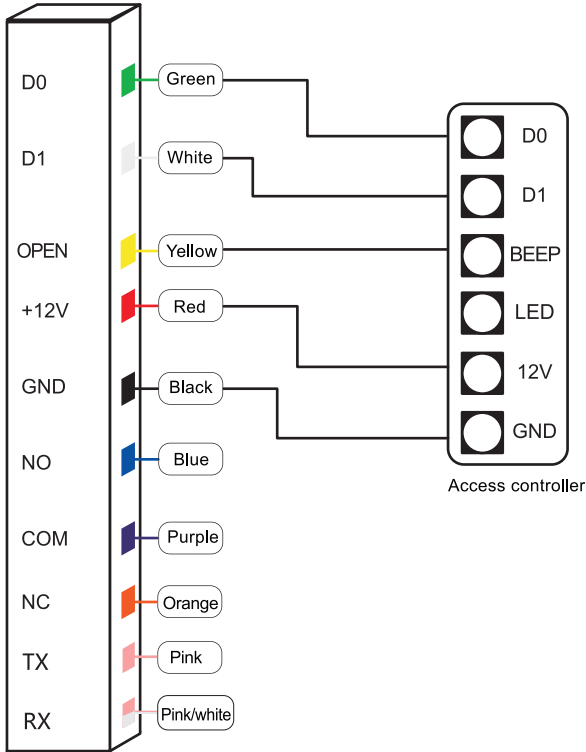 D0 Green
D1 White
OPEN Yellow
+12V Red
GND Black
NO Blue
COM Purple
NC Orange
TX Pink
RX Pink/white
D0
D1
BEEP
LED
12V
GND
Access controller